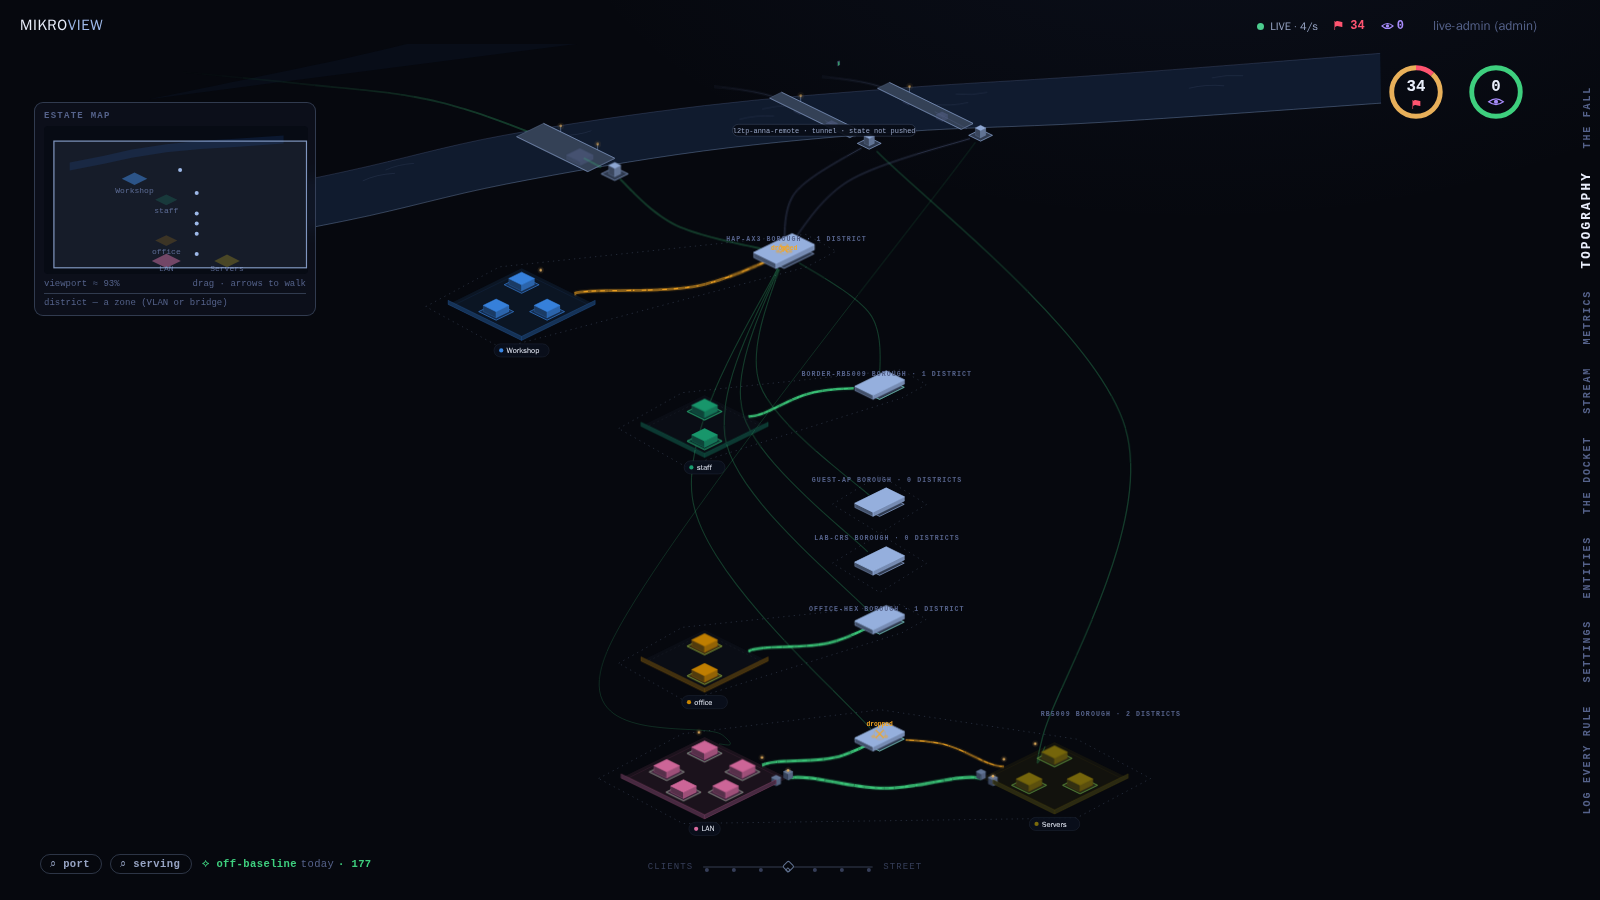 MIKROVIEW
LIVE · 4/s
34
0
live-admin (admin)
34
0
THE FALL
TOPOGRAPHY
METRICS
STREAM
THE DOCKET
ENTITIES
SETTINGS
LOG EVERY RULE
ESTATE MAP
Workshop
staff
office
LAN
Servers
viewport ≈ 93%
drag · arrows to walk
district — a zone (VLAN or bridge)
l2tp-anna-remote · tunnel · state not pushed
HAP-AX3 BOROUGH · 1 DISTRICT
Workshop
BORDER-RB5009 BOROUGH · 1 DISTRICT
staff
GUEST-AP BOROUGH · 0 DISTRICTS
LAB-CRS BOROUGH · 0 DISTRICTS
OFFICE-HEX BOROUGH · 1 DISTRICT
office
RB5009 BOROUGH · 2 DISTRICTS
dropped
LAN
Servers
♫ port
♫ serving
✧ off-baseline today · 177
CLIENTS
STREET